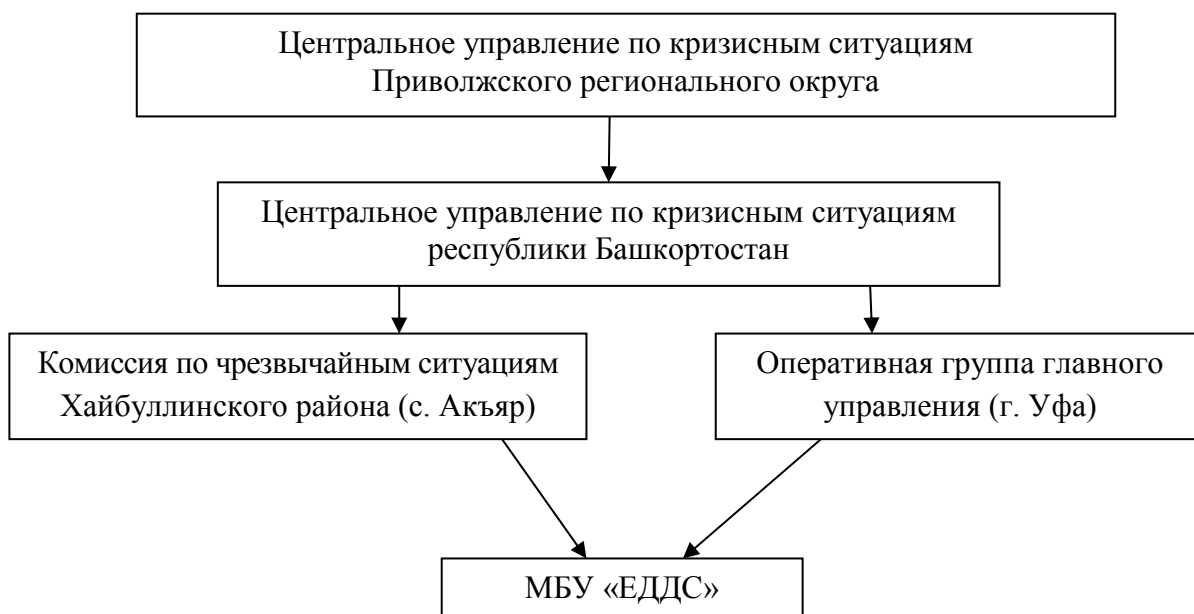 Центральное управление по кризисным ситуациям
Приволжского регионального округа
Центральное управление по кризисным ситуациям
республики Башкортостан
Комиссия по чрезвычайным ситуациям
Хайбуллинского района (с. Акъяр)
Оперативная группа главного
управления (г. Уфа)
МБУ «ЕДДС»